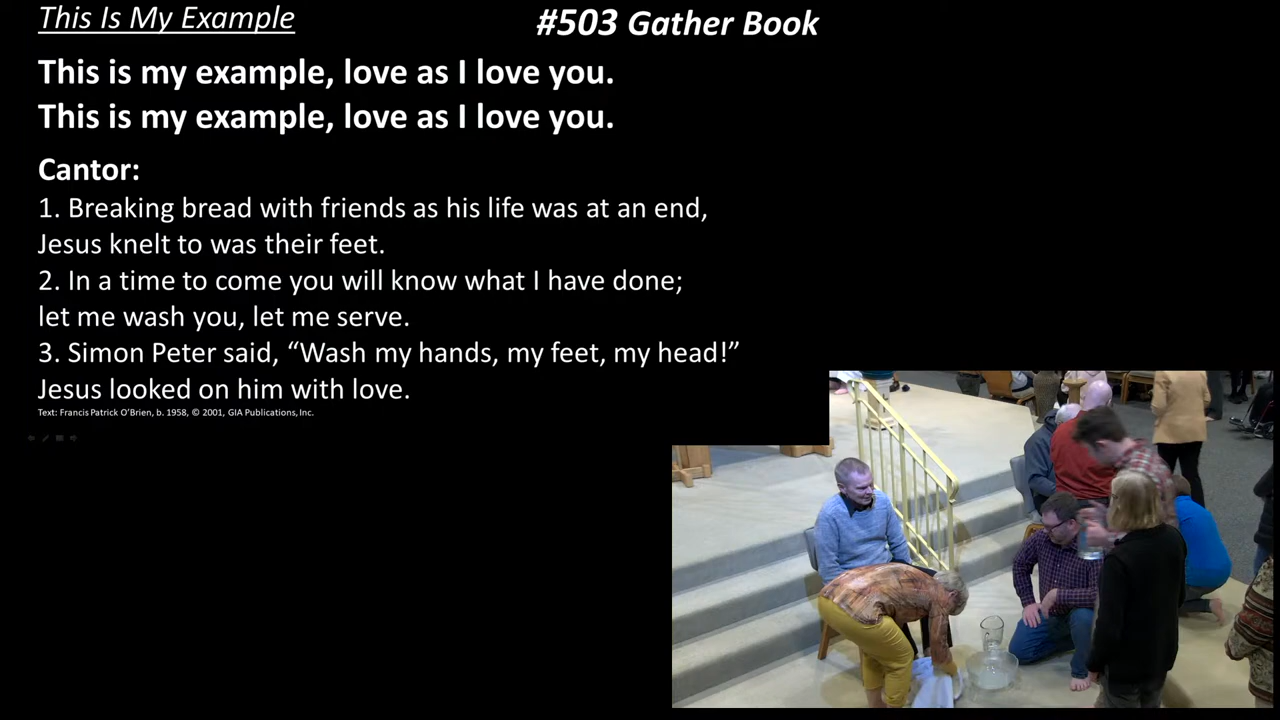 This Is My Example
#503 Gather Book
This is my example, love as I love you.
This is my example, love as I love you.
Cantor:
1. Breaking bread with friends as his life was at an end,
Jesus knelt to was their feet.
2. In a time to come you will know what I have done;
let me wash you, let me serve.
3. Simon Peter said, “Wash my hands, my feet, my head!”
Jesus looked on him with love.
Text: Francis Patrick O’Brien, b. 1958, © 2001, GIA Publications, Inc.